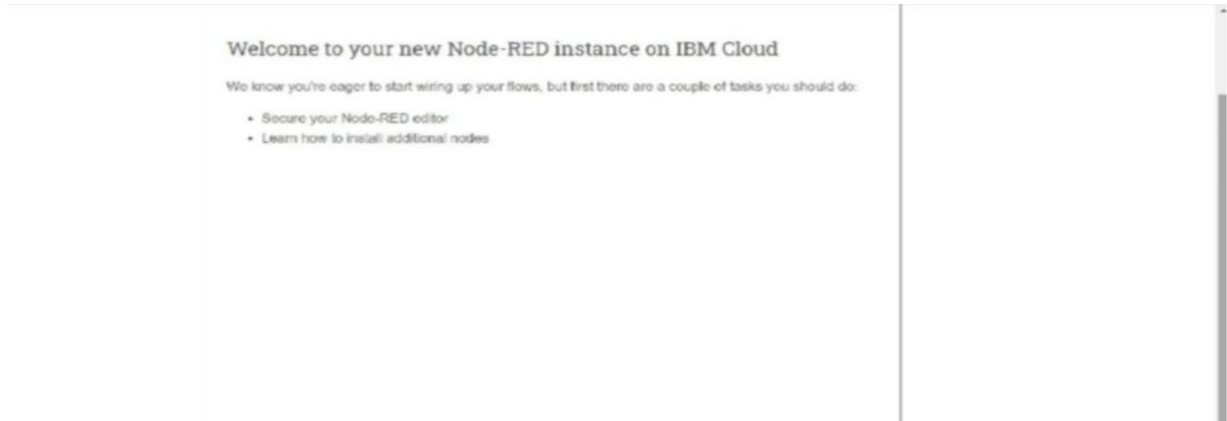 Welcome to your new Node-RED instance on IBM Cloud
We know you're eager to start wiring up your flows, but first there are a couple of tasks you should do:
• Secure your Node-RED editor
• Learn how to install additional nodes